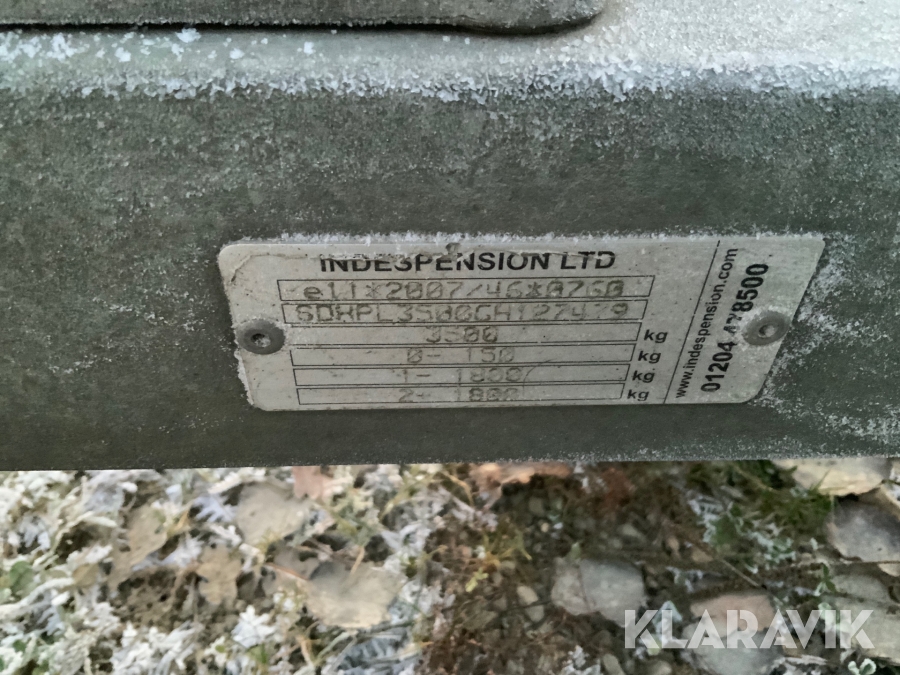 INDESPENSION LTD
e11*2007/46*0760
3500 kg
0- 150 kg
1- 1800 kg
2- 1800 kg
www.indespension.com
01204 478500
KLARAVIK